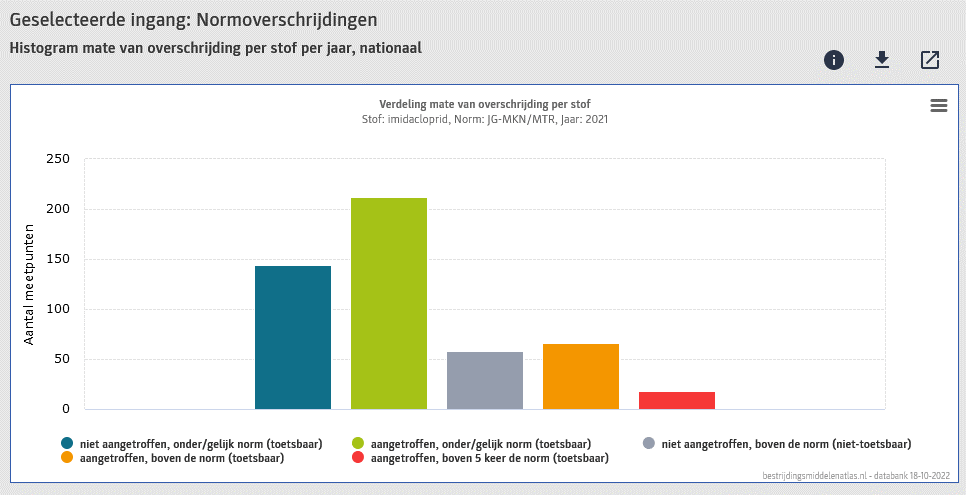 Geselecteerde ingang: Normoverschrijdingen
Histogram mate van overschrijding per stof per jaar, nationaal
Verdeling mate van overschrijding per stof
Stof: imidacloprid, Norm: JG-MKN/MTR, Jaar: 2021
250
200
150
100
50
0
Aantal meetpunten
niet aangetroffen, onder/gelijk norm (toetsbaar)
aangetroffen, onder/gelijk norm (toetsbaar)
niet aangetroffen, boven de norm (niet-toetsbaar)
aangetroffen, boven de norm (toetsbaar)
aangetroffen, boven 5 keer de norm (toetsbaar)
bestrijdingsmiddelenatlas.nl - databank 18-10-2022